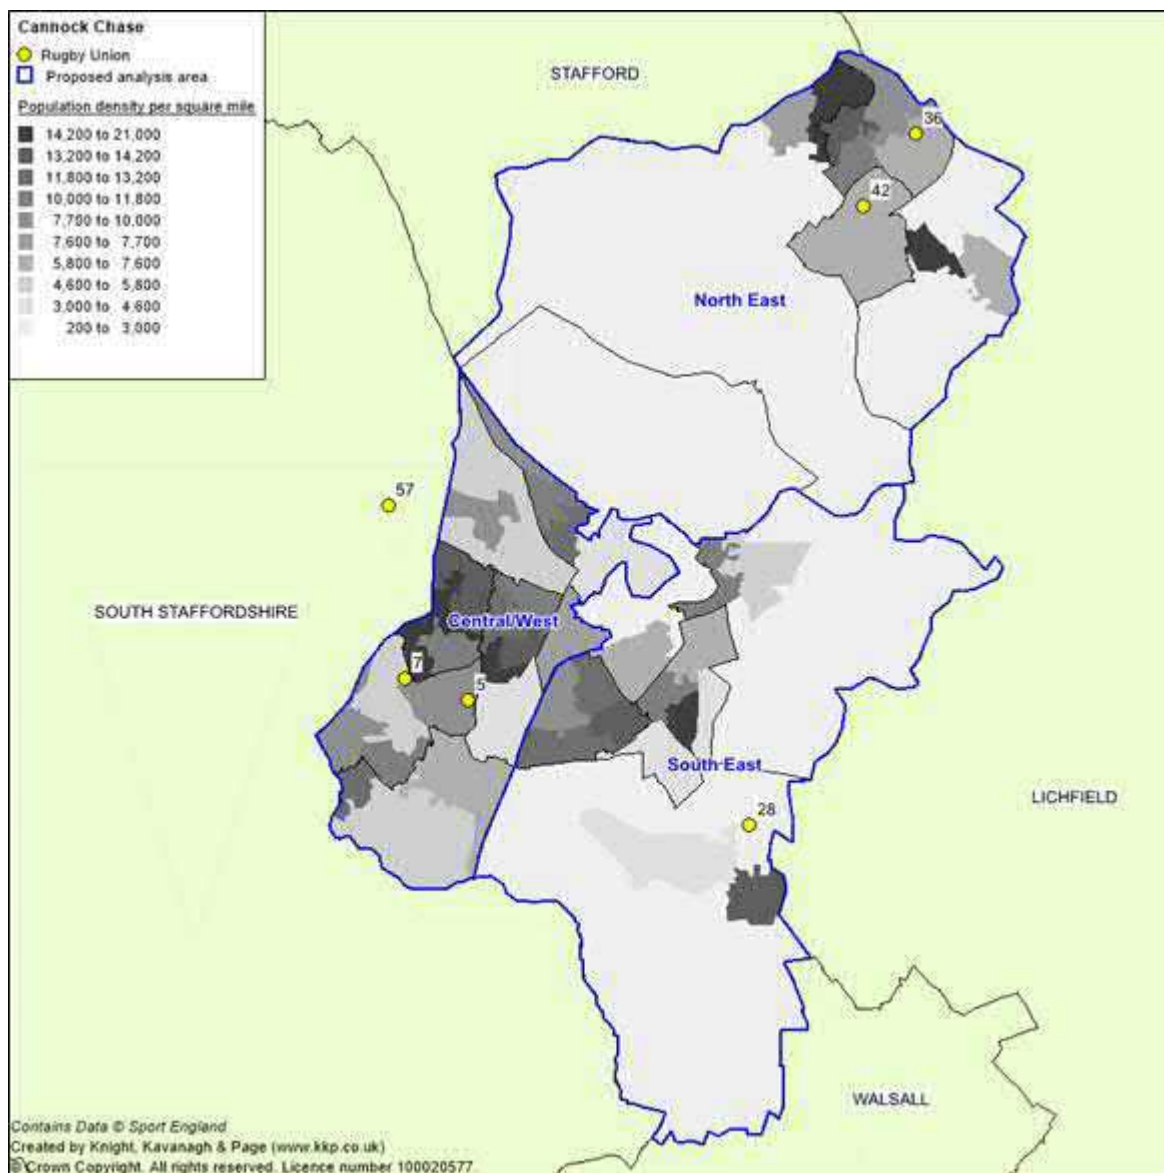 Cannock Chase
Rugby Union
Proposed analysis area
Population density per square mile
14,200 to 21,000
13,200 to 14,200
11,800 to 13,200
10,000 to 11,800
7,700 to 10,000
7,600 to 7,700
5,800 to 7,600
4,600 to 5,800
3,000 to 4,600
200 to 3,000
STAFFORD
36
42
North East
57
SOUTH STAFFORDSHIRE
Central/West
7
5
South East
28
LICHFIELD
WALSALL
Contains Data © Sport England
Created by Knight, Kavanagh & Page (www.kkp.co.uk)
© Crown Copyright. All rights reserved. Licence number 100020577.